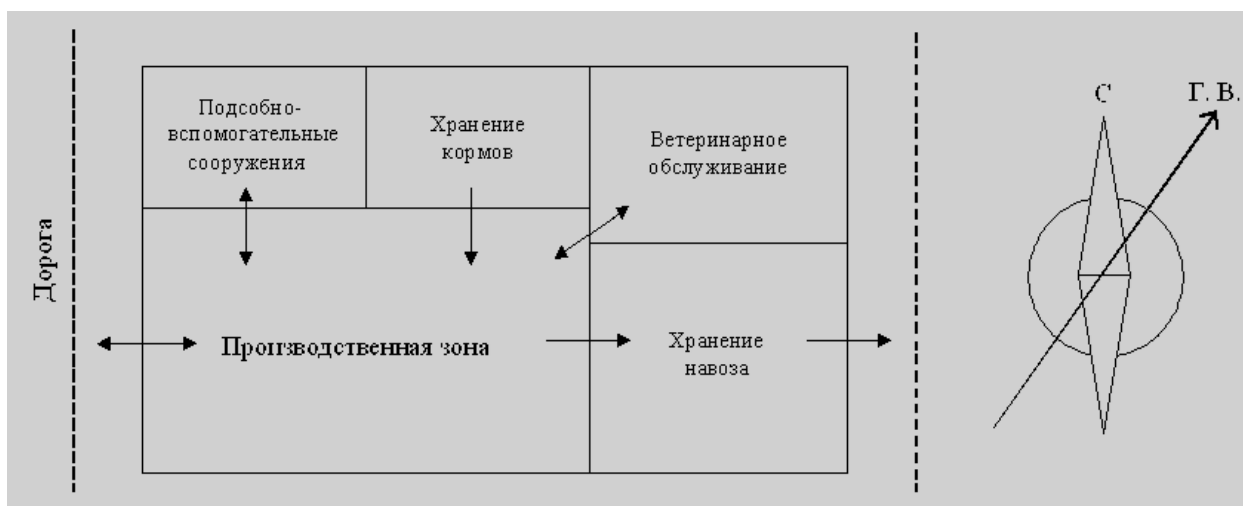 Дорога
Подсобно-
вспомогательные
сооружения
Хранение
кормов
Ветеринарное
обслуживание
Производственная зона
Хранение
навоза
С
Г. В.